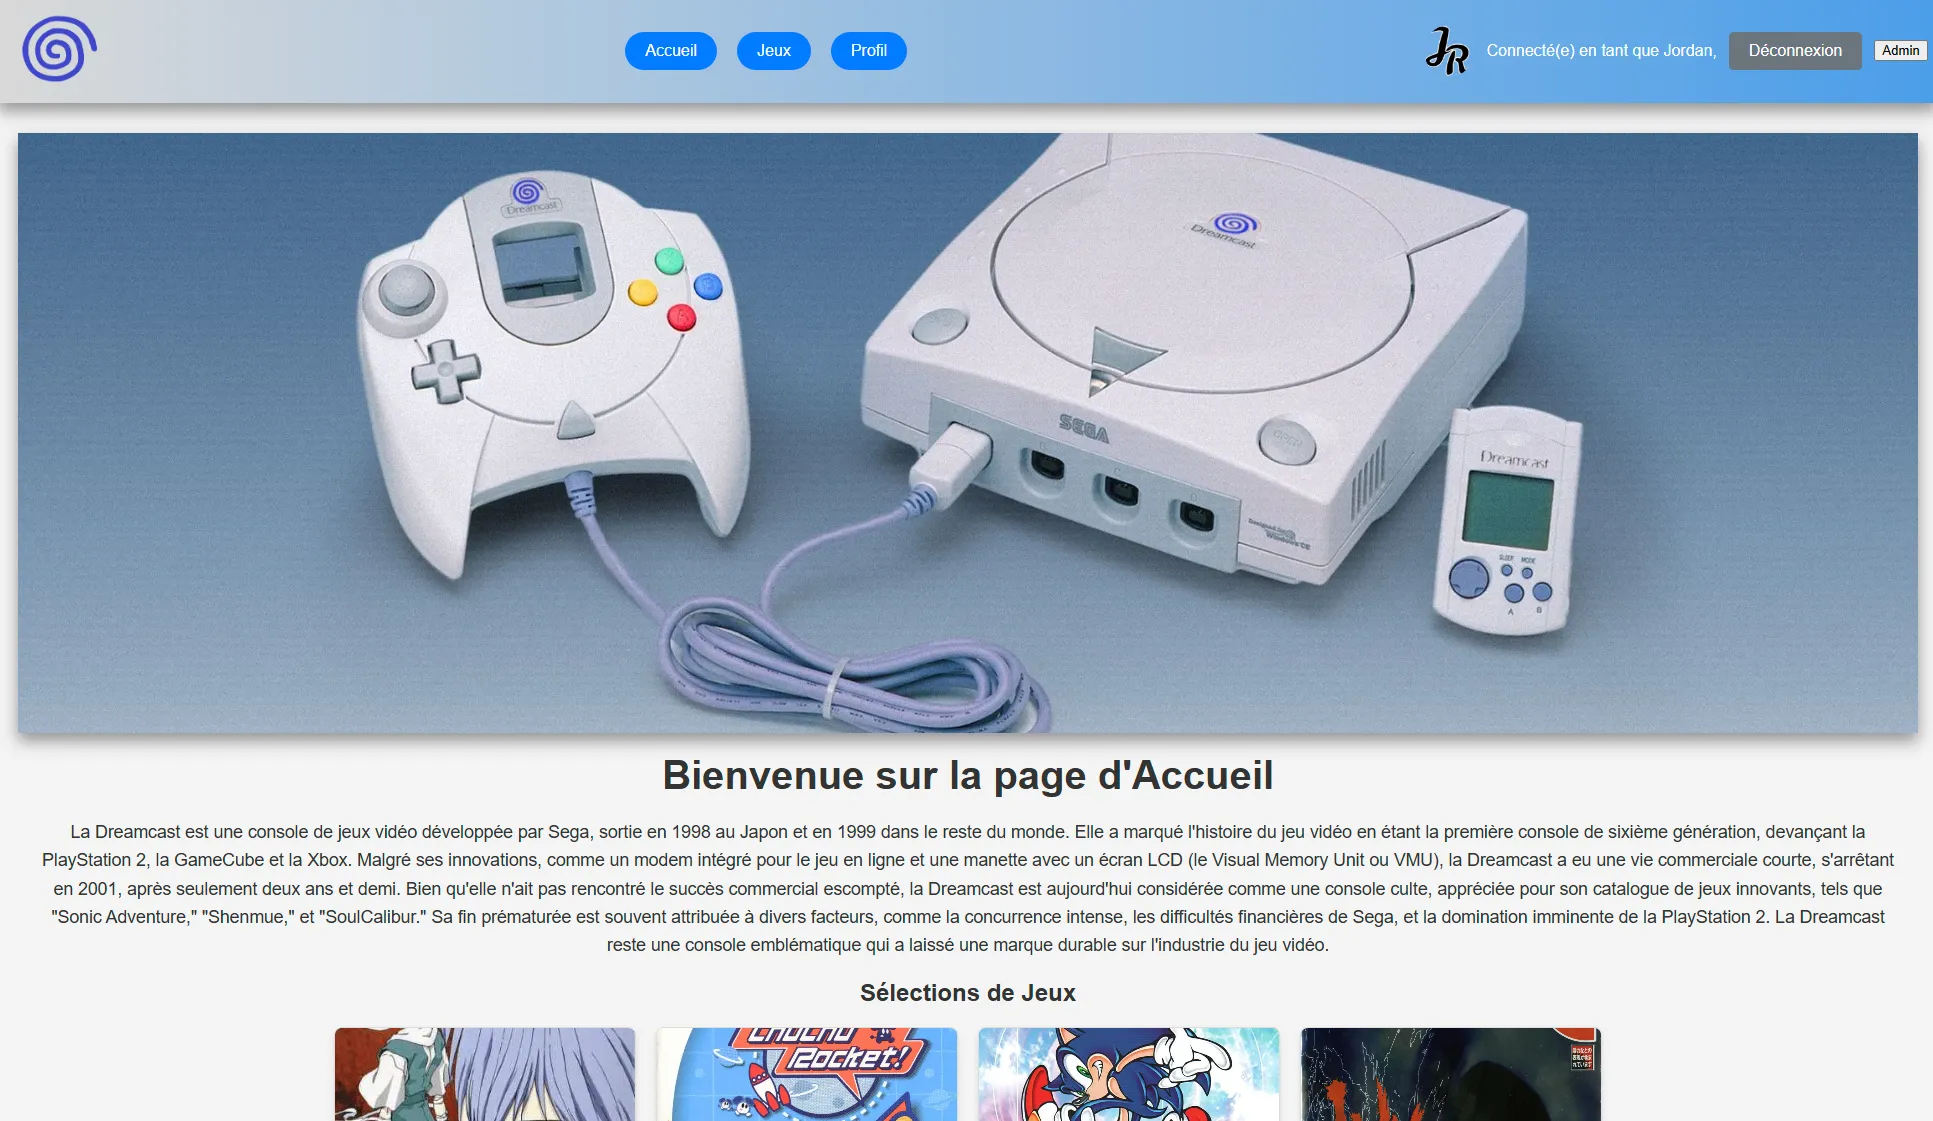 Accueil
Jeux
Profil
JR
Connecté(e) en tant que Jordan,
Déconnexion
Admin
Dreamcast
Dreamcast
SEGA
OPEN
Designed for
Windows CE
Dreamcast
SLEEP MODE
A B
Bienvenue sur la page d'Accueil
La Dreamcast est une console de jeux vidéo développée par Sega, sortie en 1998 au Japon et en 1999 dans le reste du monde. Elle a marqué l'histoire du jeu vidéo en étant la première console de sixième génération, devançant la
PlayStation 2, la GameCube et la Xbox. Malgré ses innovations, comme un modem intégré pour le jeu en ligne et une manette avec un écran LCD (le Visual Memory Unit ou VMU), la Dreamcast a eu une vie commerciale courte, s'arrêtant
en 2001, après seulement deux ans et demi. Bien qu'elle n'ait pas rencontré le succès commercial escompté, la Dreamcast est aujourd'hui considérée comme une console culte, appréciée pour son catalogue de jeux innovants, tels que
"Sonic Adventure," "Shenmue," et "SoulCalibur." Sa fin prématurée est souvent attribuée à divers facteurs, comme la concurrence intense, les difficultés financières de Sega, et la domination imminente de la PlayStation 2. La Dreamcast
reste une console emblématique qui a laissé une marque durable sur l'industrie du jeu vidéo.
Sélections de Jeux
ChuChu
Rocket!